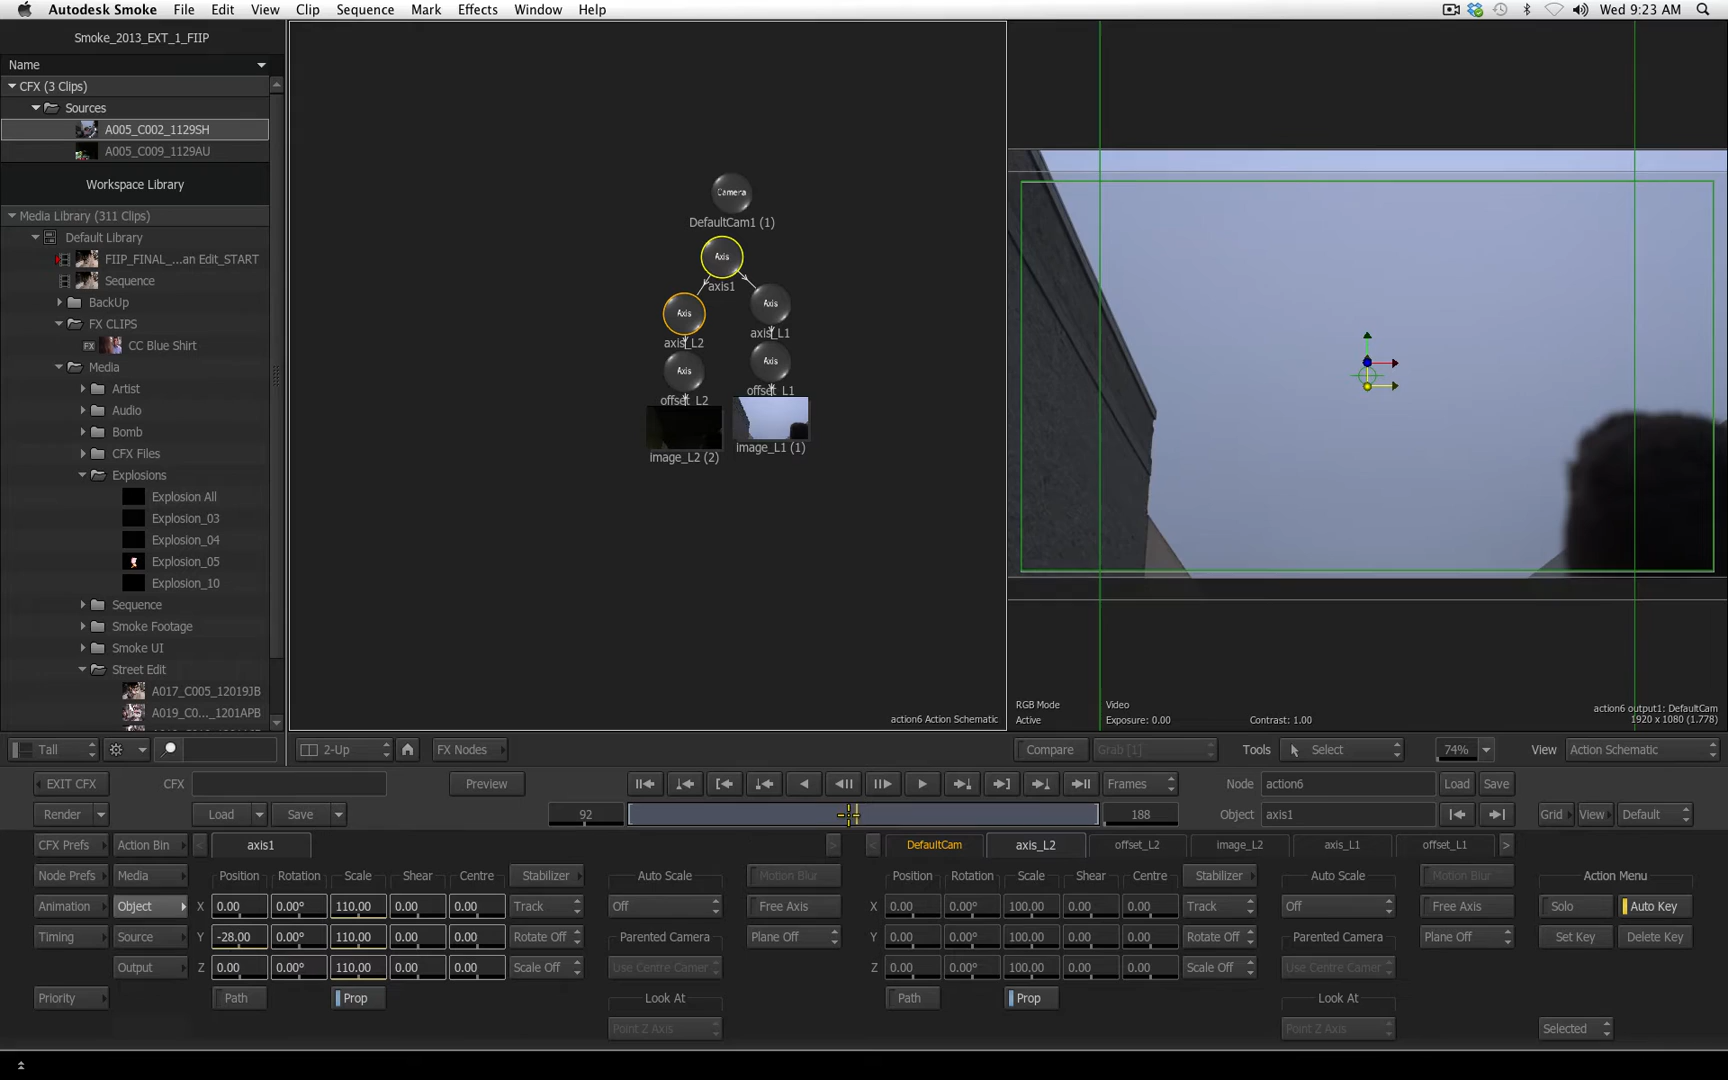 Autodesk Smoke File Edit View Clip Sequence Mark Effects Window Help Wed 9:23 AM
Smoke_2013_EXT_1_FIIP
Name
CFX (3 Clips)
Sources
A005_C002_1129SH
A005_C009_1129AU
Workspace Library
Media Library (311 Clips)
Default Library
FIIP_FINAL_...an Edit_START
Sequence
BackUp
FX CLIPS
FX CC Blue Shirt
Media
Artist
Audio
Bomb
CFX Files
Explosions
Explosion All
Explosion_03
Explosion_04
Explosion_05
Explosion_10
Sequence
Smoke Footage
Smoke UI
Street Edit
A017_C005_12019JB
A019_C0..._1201APB
Camera
DefaultCam1 (1)
Axis
axis1
Axis Axis
axis_L2 axis_L1
Axis Axis
offset_L2 offset_L1
image_L2 (2) image_L1 (1)
action6 Action Schematic
RGB Mode Video
Active Exposure: 0.00 Contrast: 1.00
action6 output1: DefaultCam
1920 x 1080 (1.778)
Tall 2-Up FX Nodes Compare Grab [1] Tools Select 74% View Action Schematic
EXIT CFX CFX Preview Frames Node action6 Load Save
Render Load Save 92 188 Object axis1 Grid View Default
CFX Prefs Action Bin < axis1 > < DefaultCam axis_L2 offset_L2 image_L2 axis_L1 offset_L1 >
Node Prefs Media Position Rotation Scale Shear Centre Stabilizer Auto Scale Motion Blur Position Rotation Scale Shear Centre Stabilizer Auto Scale Motion Blur Action Menu
Animation Object X 0.00 0.00° 110.00 0.00 0.00 Track Off Free Axis X 0.00 0.00° 100.00 0.00 0.00 Track Off Free Axis Solo Auto Key
Timing Source Y -28.00 0.00° 110.00 0.00 0.00 Rotate Off Parented Camera Plane Off Y 0.00 0.00° 100.00 0.00 0.00 Rotate Off Parented Camera Plane Off Set Key Delete Key
Output Z 0.00 0.00° 110.00 0.00 0.00 Scale Off Use Centre Camer Z 0.00 0.00° 100.00 0.00 0.00 Scale Off Use Centre Camer
Priority Path Prop Look At Path Prop Look At
Point Z Axis Point Z Axis Selected